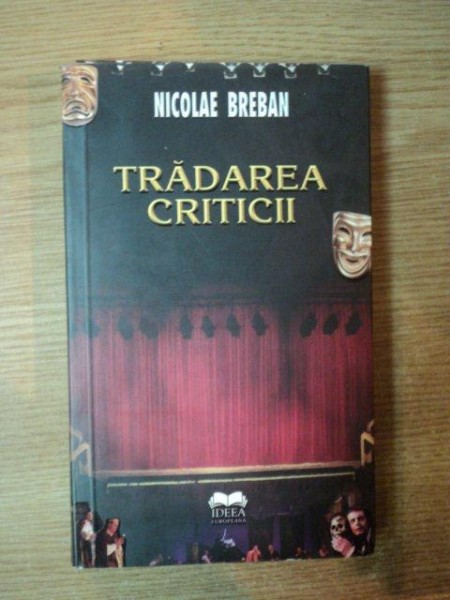 NICOLAE BREBAN
TRĂDAREA
CRITICII
IDEEA
EUROPEANĂ